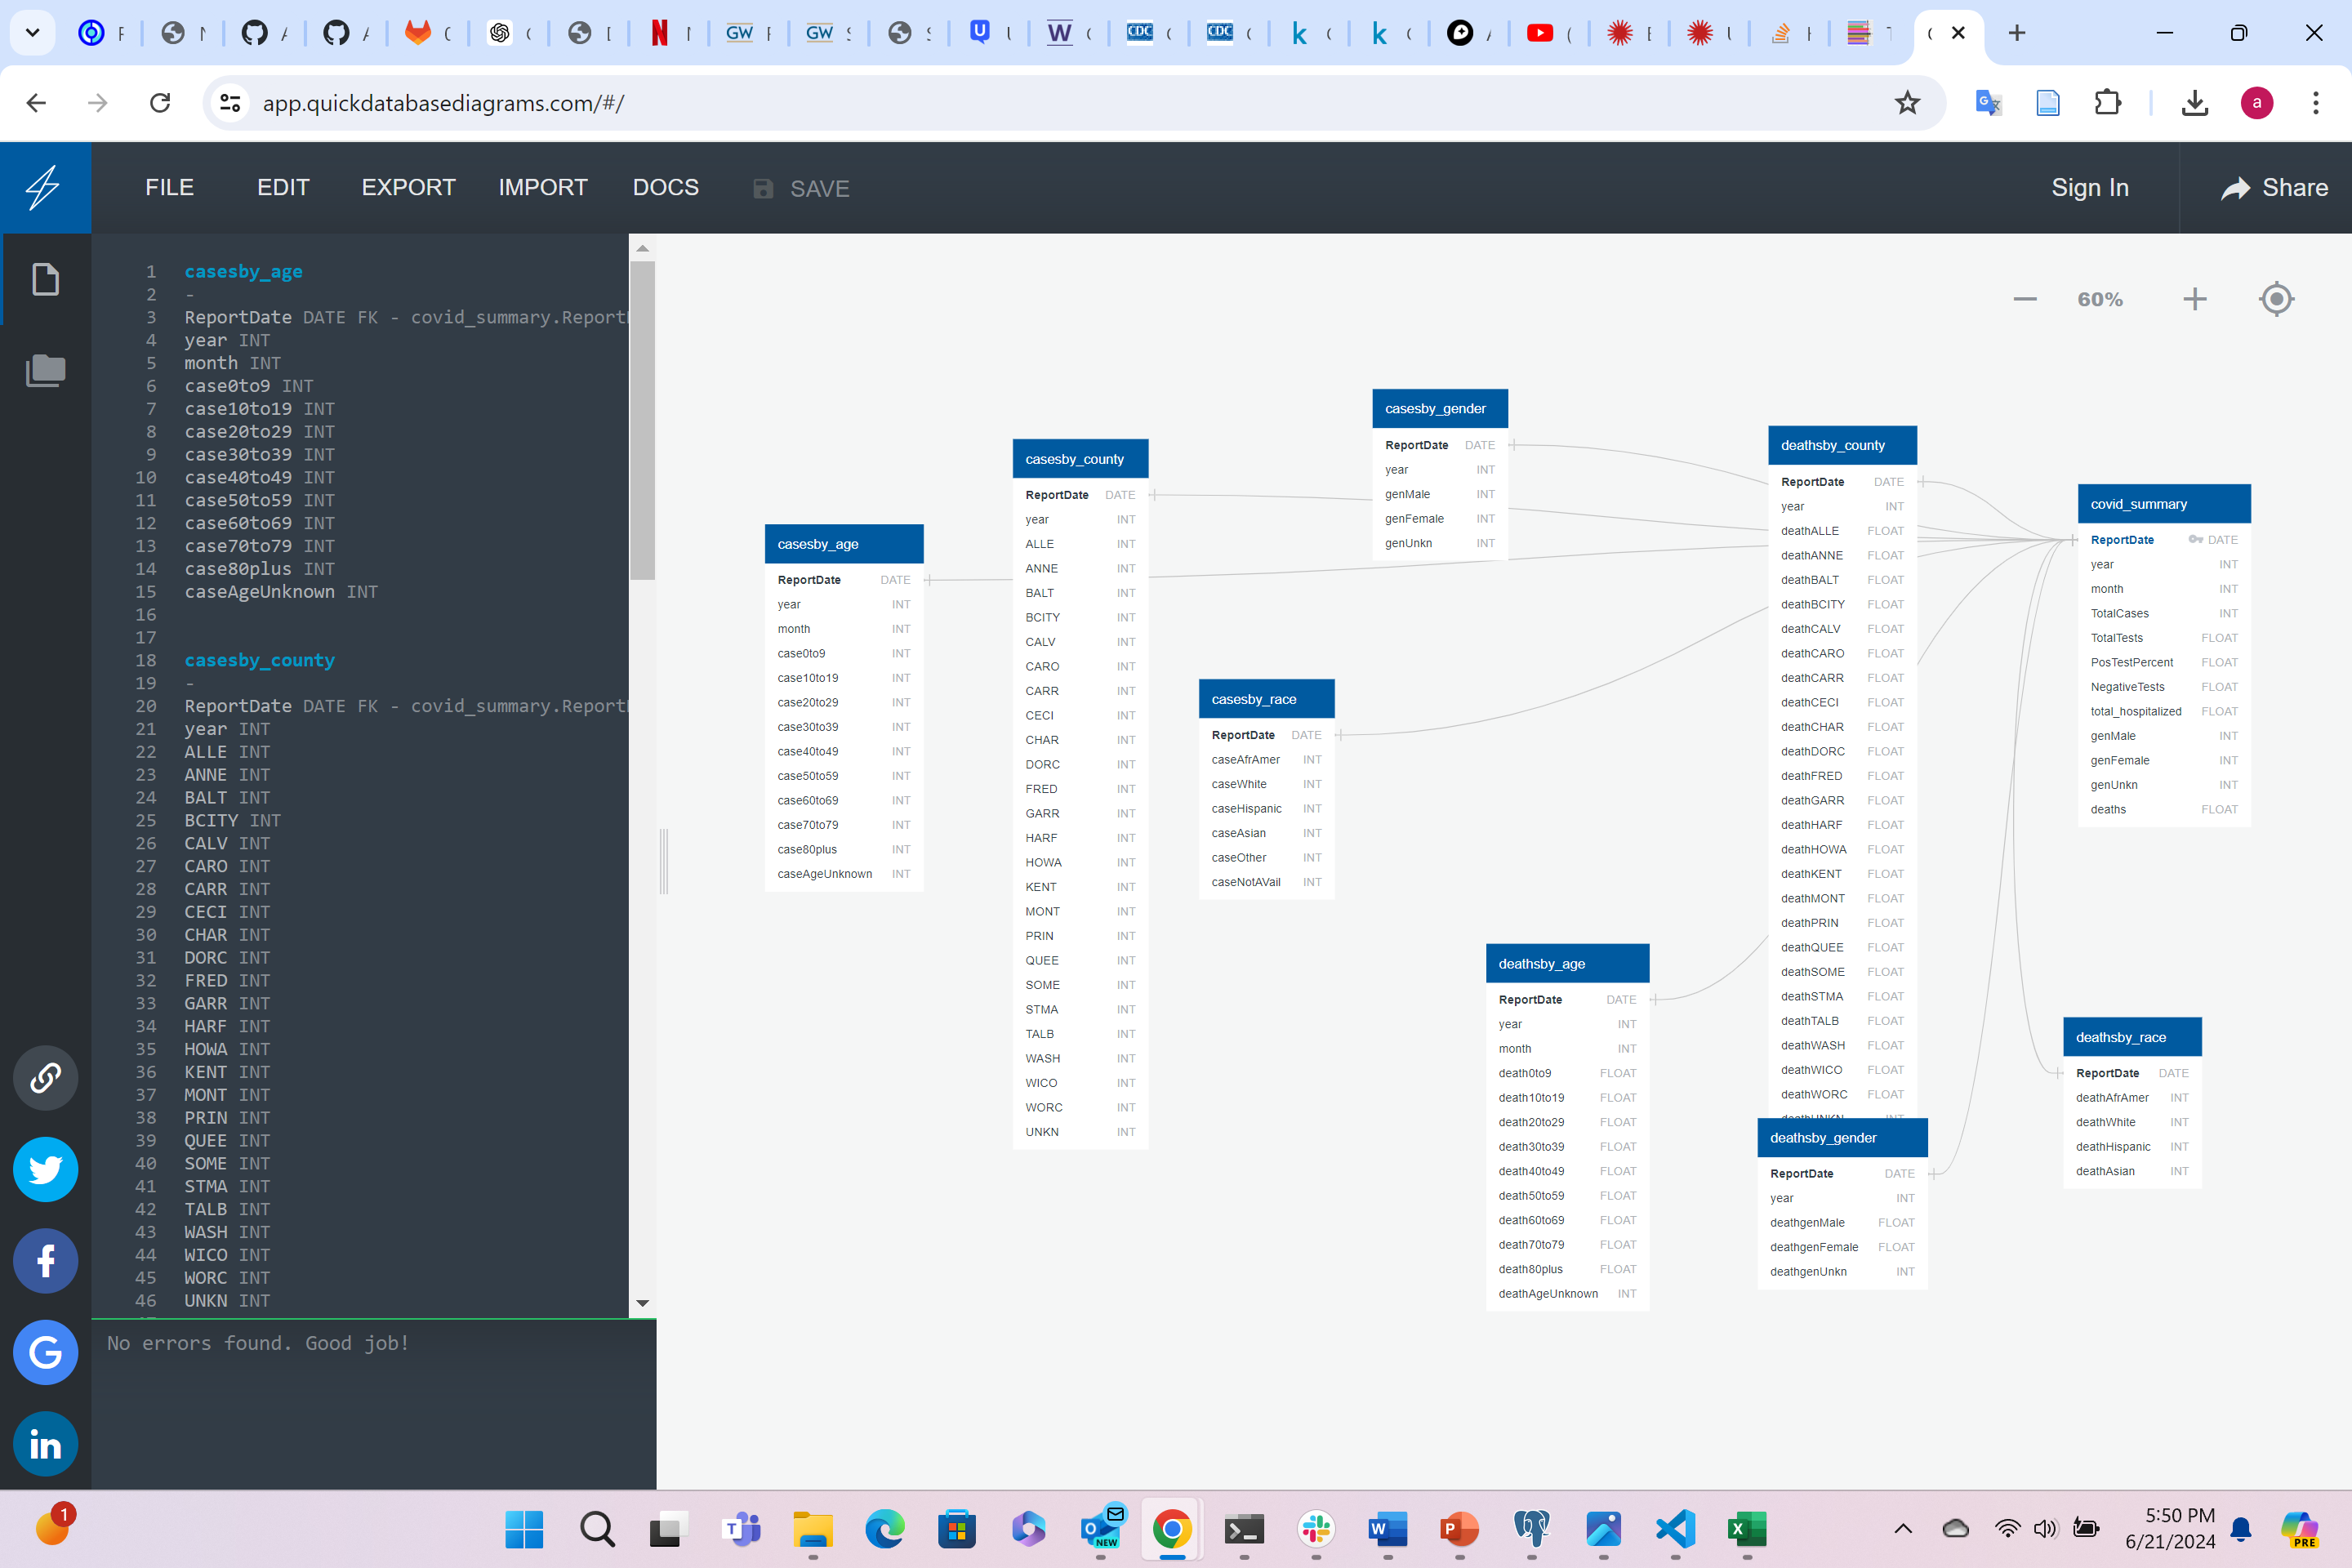 app.quickdatabasediagrams.com/#/
a
FILE EDIT EXPORT IMPORT DOCS SAVE Sign In Share
1 casesby_age
2 -
3 ReportDate DATE FK - covid_summary.Report
4 year INT
5 month INT
6 case0to9 INT
7 case10to19 INT
8 case20to29 INT
9 case30to39 INT
10 case40to49 INT
11 case50to59 INT
12 case60to69 INT
13 case70to79 INT
14 case80plus INT
15 caseAgeUnknown INT
16
17
18 casesby_county
19 -
20 ReportDate DATE FK - covid_summary.Report
21 year INT
22 ALLE INT
23 ANNE INT
24 BALT INT
25 BCITY INT
26 CALV INT
27 CARO INT
28 CARR INT
29 CECI INT
30 CHAR INT
31 DORC INT
32 FRED INT
33 GARR INT
34 HARF INT
35 HOWA INT
36 KENT INT
37 MONT INT
38 PRIN INT
39 QUEE INT
40 SOME INT
41 STMA INT
42 TALB INT
43 WASH INT
44 WICO INT
45 WORC INT
46 UNKN INT
No errors found. Good job!
60%
casesby_age
ReportDate DATE
year INT
month INT
case0to9 INT
case10to19 INT
case20to29 INT
case30to39 INT
case40to49 INT
case50to59 INT
case60to69 INT
case70to79 INT
case80plus INT
caseAgeUnknown INT
casesby_county
ReportDate DATE
year INT
ALLE INT
ANNE INT
BALT INT
BCITY INT
CALV INT
CARO INT
CARR INT
CECI INT
CHAR INT
DORC INT
FRED INT
GARR INT
HARF INT
HOWA INT
KENT INT
MONT INT
PRIN INT
QUEE INT
SOME INT
STMA INT
TALB INT
WASH INT
WICO INT
WORC INT
UNKN INT
casesby_gender
ReportDate DATE
year INT
genMale INT
genFemale INT
genUnkn INT
casesby_race
ReportDate DATE
caseAfrAmer INT
caseWhite INT
caseHispanic INT
caseAsian INT
caseOther INT
caseNotAVail INT
deathsby_age
ReportDate DATE
year INT
month INT
death0to9 FLOAT
death10to19 FLOAT
death20to29 FLOAT
death30to39 FLOAT
death40to49 FLOAT
death50to59 FLOAT
death60to69 FLOAT
death70to79 FLOAT
death80plus FLOAT
deathAgeUnknown INT
deathsby_county
ReportDate DATE
year INT
deathALLE FLOAT
deathANNE FLOAT
deathBALT FLOAT
deathBCITY FLOAT
deathCALV FLOAT
deathCARO FLOAT
deathCARR FLOAT
deathCECI FLOAT
deathCHAR FLOAT
deathDORC FLOAT
deathFRED FLOAT
deathGARR FLOAT
deathHARF FLOAT
deathHOWA FLOAT
deathKENT FLOAT
deathMONT FLOAT
deathPRIN FLOAT
deathQUEE FLOAT
deathSOME FLOAT
deathSTMA FLOAT
deathTALB FLOAT
deathWASH FLOAT
deathWICO FLOAT
deathWORC FLOAT
deathUNKN INT
deathsby_gender
ReportDate DATE
year INT
deathgenMale FLOAT
deathgenFemale FLOAT
deathgenUnkn INT
covid_summary
ReportDate DATE
year INT
month INT
TotalCases INT
TotalTests FLOAT
PosTestPercent FLOAT
NegativeTests FLOAT
total_hospitalized FLOAT
genMale INT
genFemale INT
genUnkn INT
deaths FLOAT
deathsby_race
ReportDate DATE
deathAfrAmer INT
deathWhite INT
deathHispanic INT
deathAsian INT
1
NEW
5:50 PM
6/21/2024
PRE